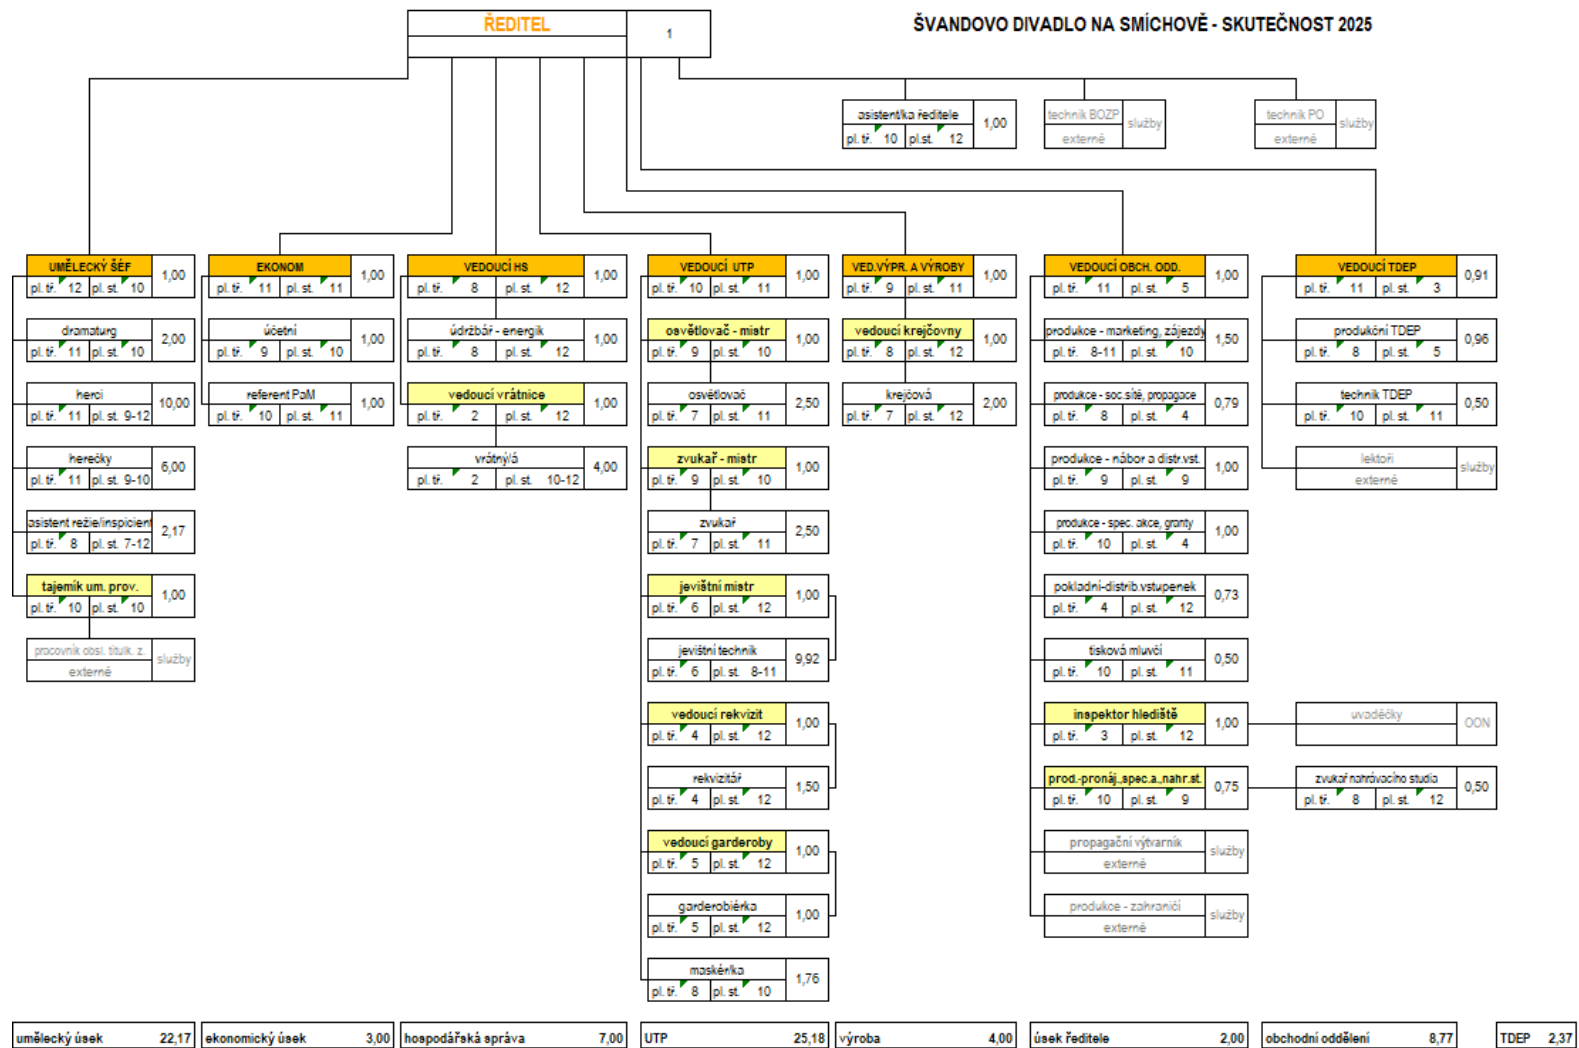 ŘEDITEL
1
ŠVANDOVO DIVADLO NA SMÍCHOVĚ - SKUTEČNOST 2025
asistent/ka ředitele
1,00
pl. tř. 10 pl.st. 12
technik BOZP
služby
externě
technik PO
služby
externě
UMĚLECKÝ ŠÉF
1,00
pl. tř. 12 pl. st. 10
dramaturg
2,00
pl. tř. 11 pl. st. 10
herci
10,00
pl. tř. 11 pl. st. 9-12
herečky
6,00
pl. tř. 11 pl. st. 9-10
asistent režie/inspicient
2,17
pl. tř. 8 pl. st. 7-12
tajemík um. prov.
1,00
pl. tř. 10 pl. st. 10
pracovník obsl. titulk. z.
služby
externě
EKONOM
1,00
pl. tř. 11 pl. st. 11
účetní
1,00
pl. tř. 9 pl. st. 10
referent PaM
1,00
pl. tř. 10 pl. st. 11
VEDOUCÍ HS
1,00
pl. tř. 8 pl. st. 12
údržbář - energik
1,00
pl. tř. 8 pl. st. 12
vedoucí vrátnice
1,00
pl. tř. 2 pl. st. 12
vrátný/á
4,00
pl. tř. 2 pl. st. 10-12
VEDOUCÍ UTP
1,00
pl. tř. 10 pl. st. 11
osvětlovač - mistr
1,00
pl. tř. 9 pl. st. 10
osvětlovač
2,50
pl. tř. 7 pl. st. 11
zvukař - mistr
1,00
pl. tř. 9 pl. st. 10
zvukař
2,50
pl. tř. 7 pl. st. 11
jevištní mistr
1,00
pl. tř. 6 pl. st. 12
jevištní technik
9,92
pl. tř. 6 pl. st. 8-11
vedoucí rekvizit
1,00
pl. tř. 4 pl. st. 12
rekvizitář
1,50
pl. tř. 4 pl. st. 12
vedoucí garderoby
1,00
pl. tř. 5 pl. st. 12
garderobiérka
1,00
pl. tř. 5 pl. st. 12
maskér/ka
1,76
pl. tř. 8 pl. st. 10
VED.VÝPR. A VÝROBY
1,00
pl. tř. 9 pl. st. 11
vedoucí krejčovny
1,00
pl. tř. 8 pl. st. 12
krejčová
2,00
pl. tř. 7 pl. st. 12
VEDOUCÍ OBCH. ODD.
1,00
pl. tř. 11 pl. st. 5
produkce - marketing, zájezdy
1,50
pl. tř. 8-11 pl. st. 10
produkce - soc.sítě, propagace
0,79
pl. tř. 8 pl. st. 4
produkce - nábor a distr.vst.
1,00
pl. tř. 9 pl. st. 9
produkce - spec. akce, granty
1,00
pl. tř. 10 pl. st. 4
pokladní-distrib.vstupenek
0,73
pl. tř. 4 pl. st. 12
tisková mluvčí
0,50
pl. tř. 10 pl. st. 11
inspektor hlediště
1,00
pl. tř. 3 pl. st. 12
uvaděčky
OON
prod.-pronáj.,spec.a.,nahr.st.
0,75
pl. tř. 10 pl. st. 9
zvukař nahrávacího studia
0,50
pl. tř. 8 pl. st. 12
propagační výtvarník
služby
externě
produkce - zahraničí
služby
externě
VEDOUCÍ TDEP
0,91
pl. tř. 11 pl. st. 3
produkční TDEP
0,96
pl. tř. 8 pl. st. 5
technik TDEP
0,50
pl. tř. 10 pl. st. 11
lektoři
služby
externě
umělecký úsek 22,17
ekonomický úsek 3,00
hospodářská správa 7,00
UTP 25,18
výroba 4,00
úsek ředitele 2,00
obchodní oddělení 8,77
TDEP 2,37